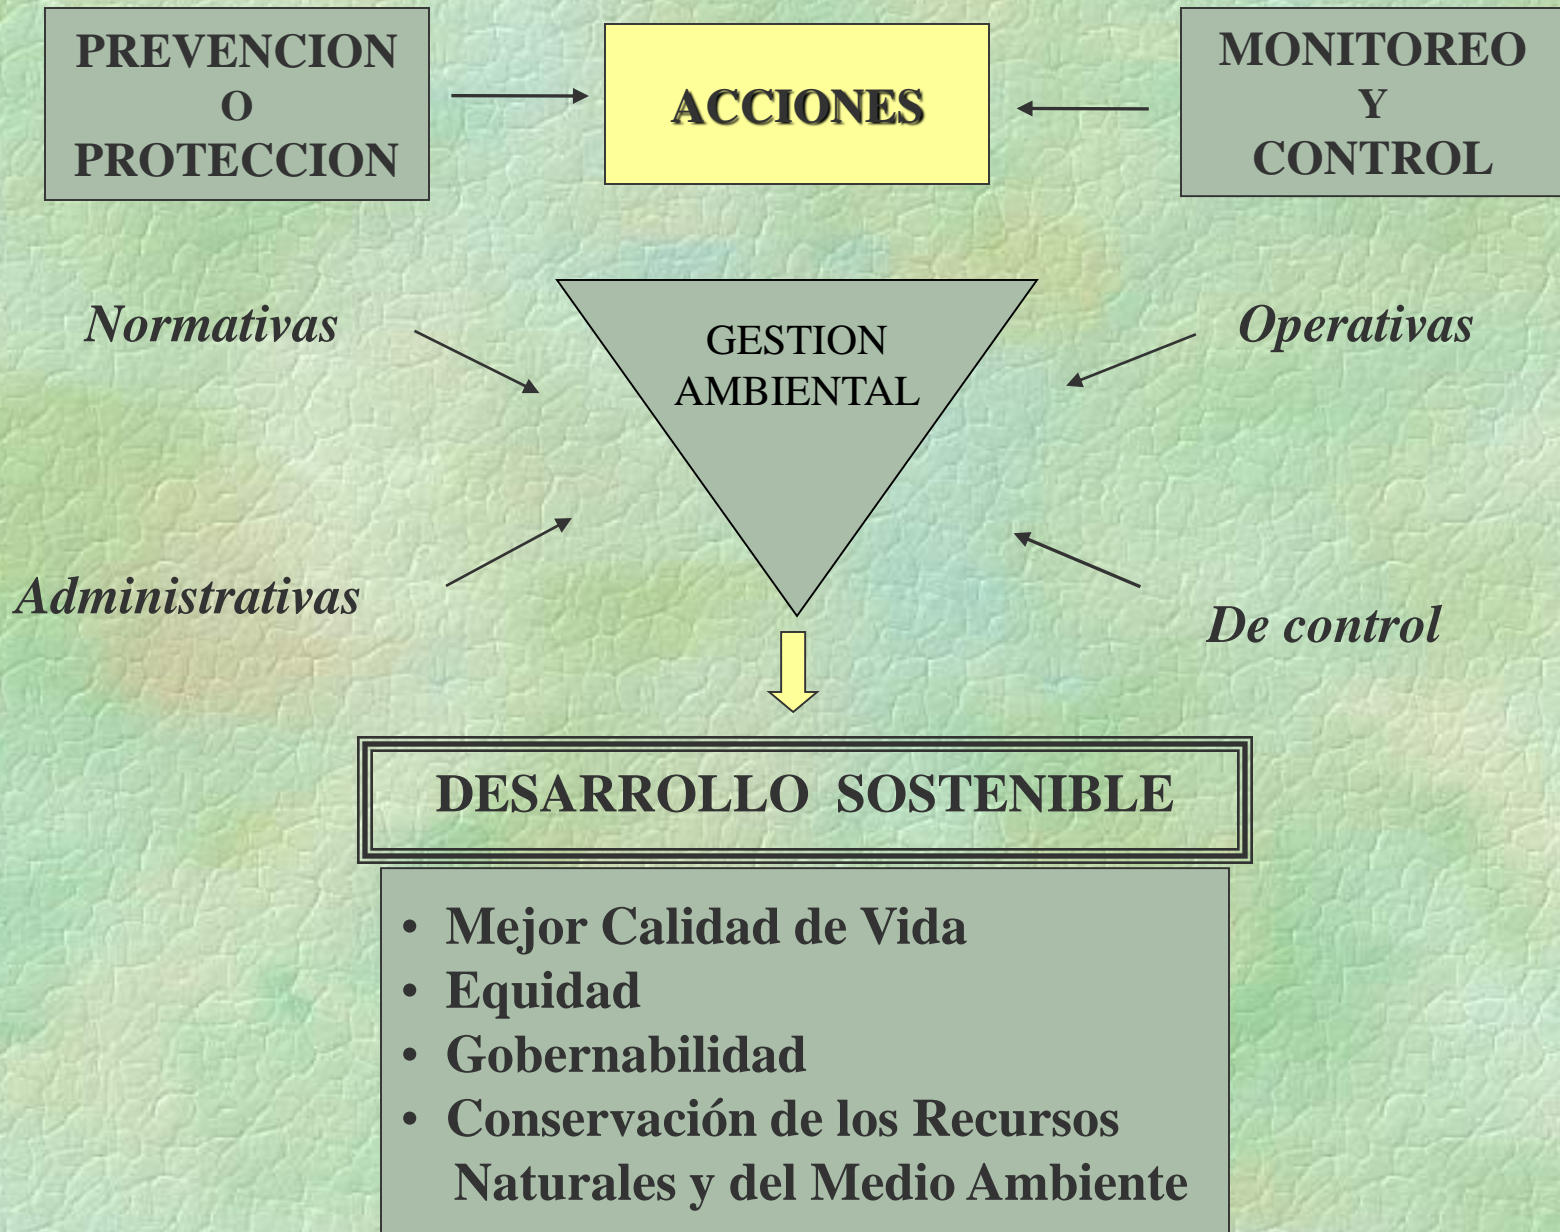 PREVENCION
O
PROTECCION
ACCIONES
MONITOREO
Y
CONTROL
Normativas
GESTION
AMBIENTAL
Operativas
Administrativas
De control
DESARROLLO SOSTENIBLE
• Mejor Calidad de Vida
• Equidad
• Gobernabilidad
• Conservación de los Recursos
Naturales y del Medio Ambiente